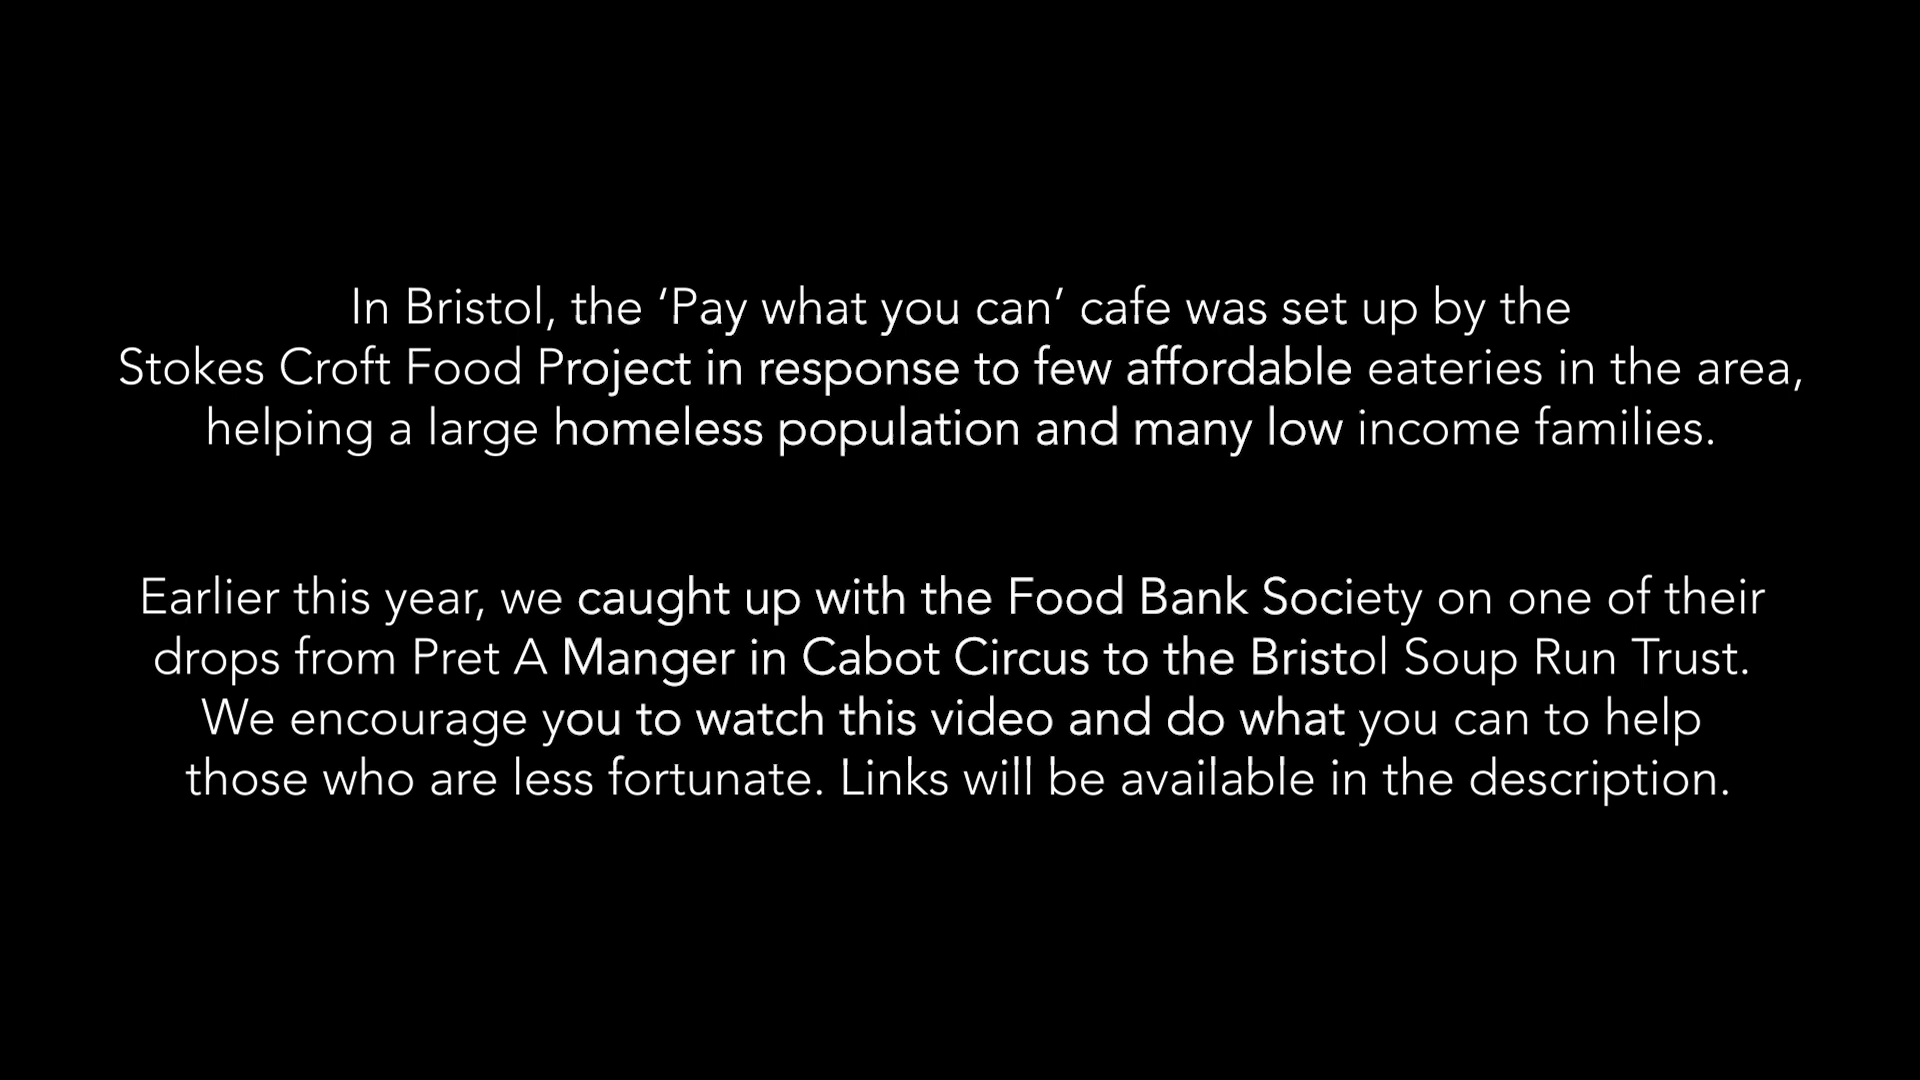 In Bristol, the ‘Pay what you can’ cafe was set up by the
Stokes Croft Food Project in response to few affordable eateries in the area,
helping a large homeless population and many low income families.
Earlier this year, we caught up with the Food Bank Society on one of their
drops from Pret A Manger in Cabot Circus to the Bristol Soup Run Trust.
We encourage you to watch this video and do what you can to help
those who are less fortunate. Links will be available in the description.